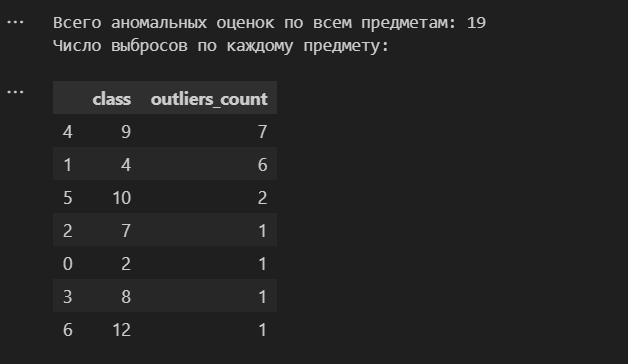 ... Всего аномальных оценок по всем предметам: 19
Число выбросов по каждому предмету:
...
class outliers_count
4 9 7
1 4 6
5 10 2
2 7 1
0 2 1
3 8 1
6 12 1